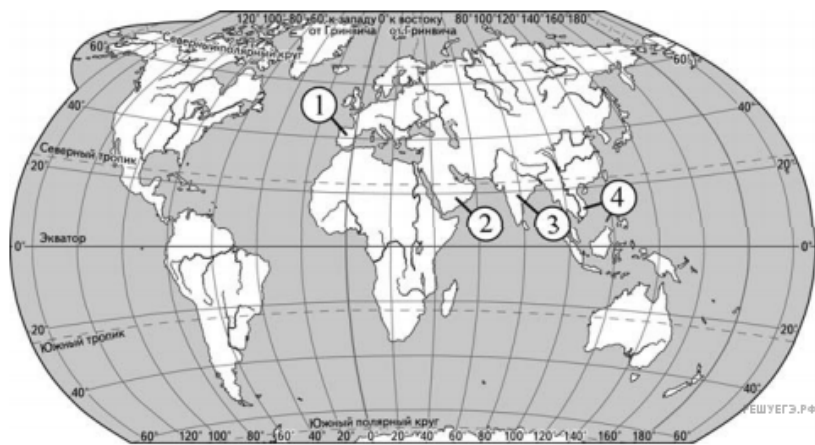 120° 100° 80° 60° к западу 0° к востоку 80° 100° 120° 140° 160° 180°
от Гринвича от Гринвича
Северный полярный круг
60° 60°
40° 40°
1
Северный тропик
20° 20°
2 3 4
Экватор
0° 0°
20° 20°
Южный тропик
40° 40°
РЕШУЕГЭ.РФ
Южный полярный круг
60° 120° 100° 80° 60° 40° 20° 0° 20° 40° 60° 80° 100° 120° 140° 160° 180° 60°